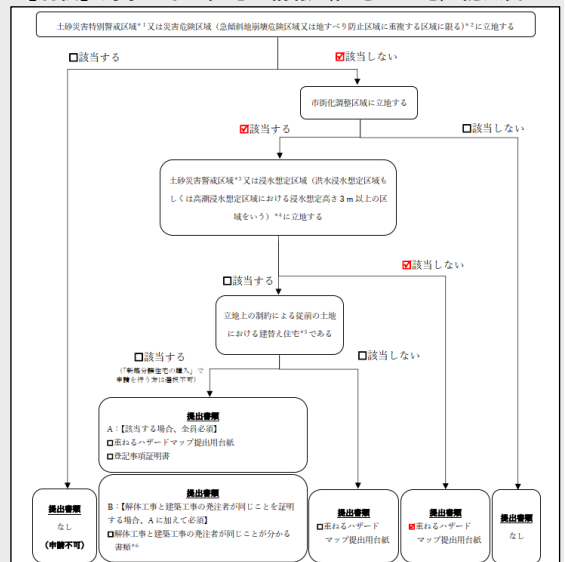 土砂災害特別警戒区域*1又は災害危険区域（急傾斜地崩壊危険区域又は地すべり防止区域に重複する区域に限る）*2に立地する
□該当する
☑該当しない
市街化調整区域に立地する
☑該当する
□該当しない
土砂災害警戒区域*3又は浸水想定区域（洪水浸水想定区域も
しくは高潮浸水想定区域における浸水想定高さ3m以上の区
域をいう）*4に立地する
☑該当しない
□該当する
立地上の制約による従前の土地
における建替え住宅*5である
□該当する
（「新築分譲住宅の購入」で
申請を行う方は選択不可）
□該当しない
提出書類
A：【該当する場合、全員必須】
□重ねるハザードマップ提出用台紙
□登記事項証明書
提出書類
B：【解体工事と建築工事の発注者が同じことを証明
する場合、Aに加えて必須】
□解体工事と建築工事の発注者が同じことが分かる
書類*6
提出書類
なし
（申請不可）
提出書類
□重ねるハザード
マップ提出用台紙
提出書類
☑重ねるハザード
マップ提出用台紙
提出書類
なし